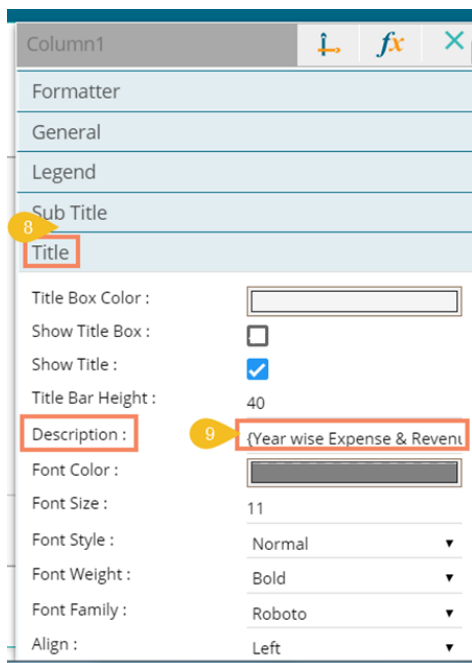 Column1 fx
Formatter
General
Legend
Sub Title
8
Title
Title Box Color :
Show Title Box :
Show Title :
Title Bar Height : 40
Description : 9 {Year wise Expense & Revenu
Font Color :
Font Size : 11
Font Style : Normal
Font Weight : Bold
Font Family : Roboto
Align : Left